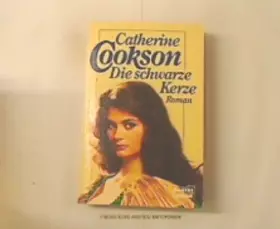 Catherine
Cookson
Die schwarze
Kerze
Roman